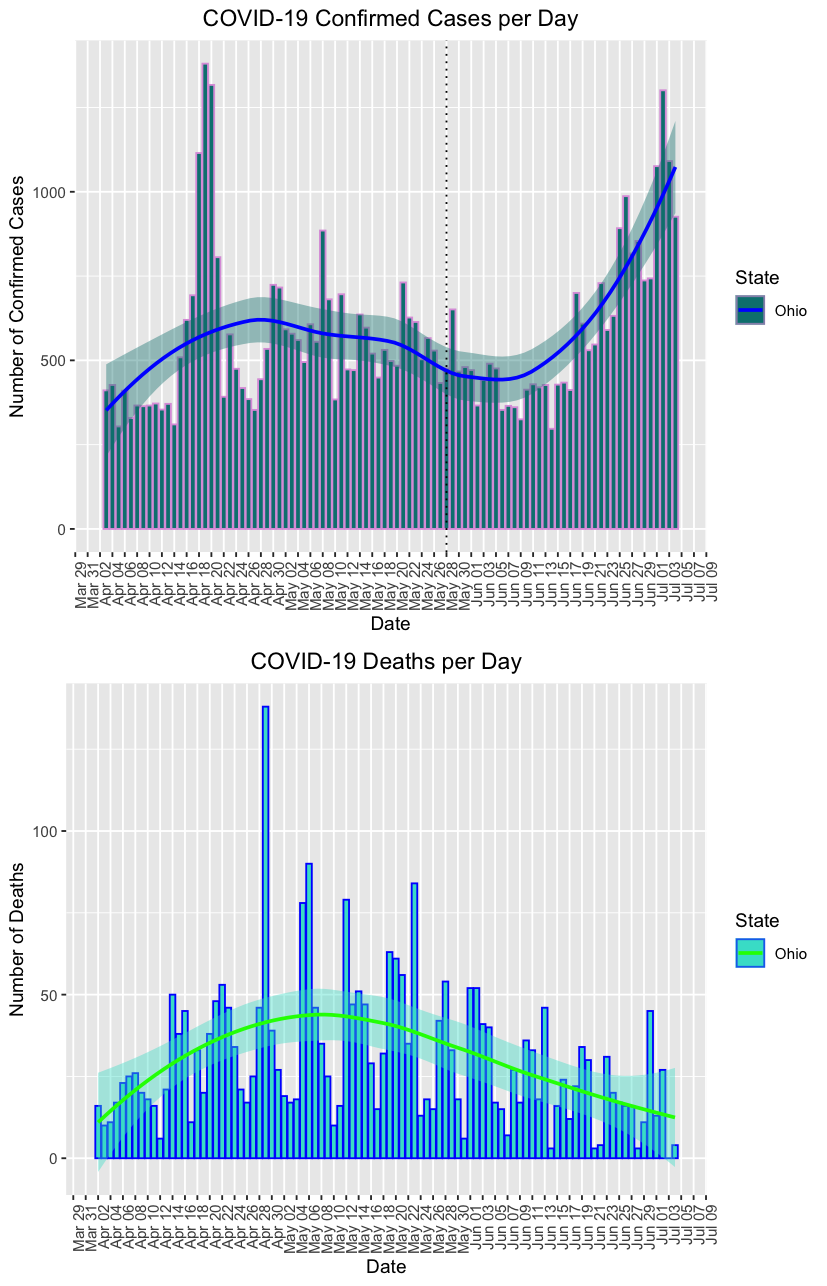 COVID-19 Confirmed Cases per Day
Number of Confirmed Cases
1000
500
0
Mar 29
Mar 31
Apr 02
Apr 04
Apr 06
Apr 08
Apr 10
Apr 12
Apr 14
Apr 16
Apr 18
Apr 20
Apr 22
Apr 24
Apr 26
Apr 28
Apr 30
May 02
May 04
May 06
May 08
May 10
May 12
May 14
May 16
May 18
May 20
May 22
May 24
May 26
May 28
May 30
Jun 01
Jun 03
Jun 05
Jun 07
Jun 09
Jun 11
Jun 13
Jun 15
Jun 17
Jun 19
Jun 21
Jun 23
Jun 25
Jun 27
Jun 29
Jul 01
Jul 03
Jul 05
Jul 07
Jul 09
Date
State
Ohio
COVID-19 Deaths per Day
Number of Deaths
100
50
0
Mar 29
Mar 31
Apr 02
Apr 04
Apr 06
Apr 08
Apr 10
Apr 12
Apr 14
Apr 16
Apr 18
Apr 20
Apr 22
Apr 24
Apr 26
Apr 28
Apr 30
May 02
May 04
May 06
May 08
May 10
May 12
May 14
May 16
May 18
May 20
May 22
May 24
May 26
May 28
May 30
Jun 01
Jun 03
Jun 05
Jun 07
Jun 09
Jun 11
Jun 13
Jun 15
Jun 17
Jun 19
Jun 21
Jun 23
Jun 25
Jun 27
Jun 29
Jul 01
Jul 03
Jul 05
Jul 07
Jul 09
Date
State
Ohio